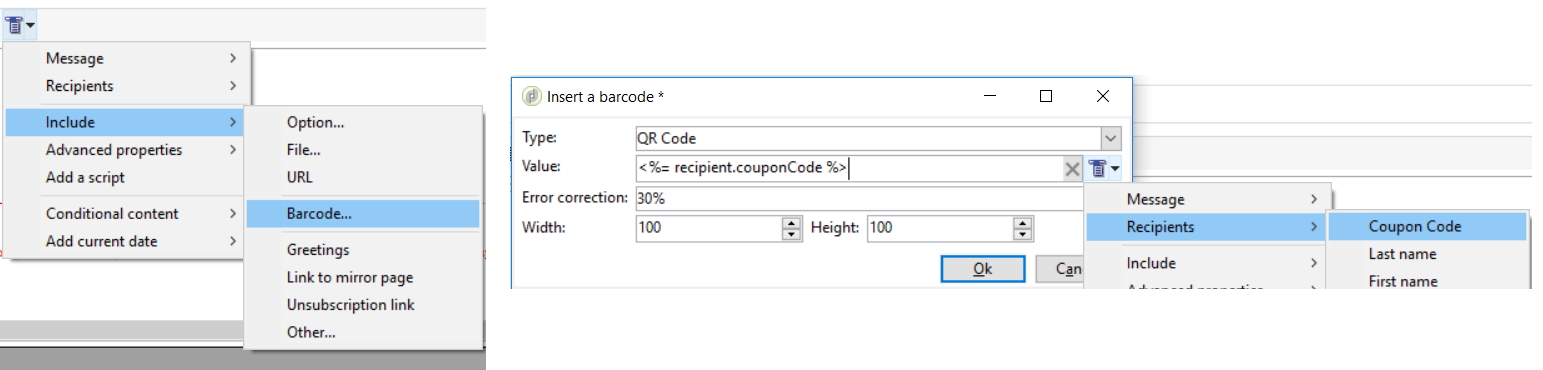 Message
Recipients
Include
Advanced properties
Add a script
Conditional content
Add current date
Option...
File...
URL
Barcode...
Greetings
Link to mirror page
Unsubscription link
Other...
Insert a barcode *
Type: QR Code
Value: <%= recipient.couponCode %>
Error correction: 30%
Width: 100 Height: 100
Ok Can
Message
Recipients
Include
Advanced properties
Coupon Code
Last name
First name